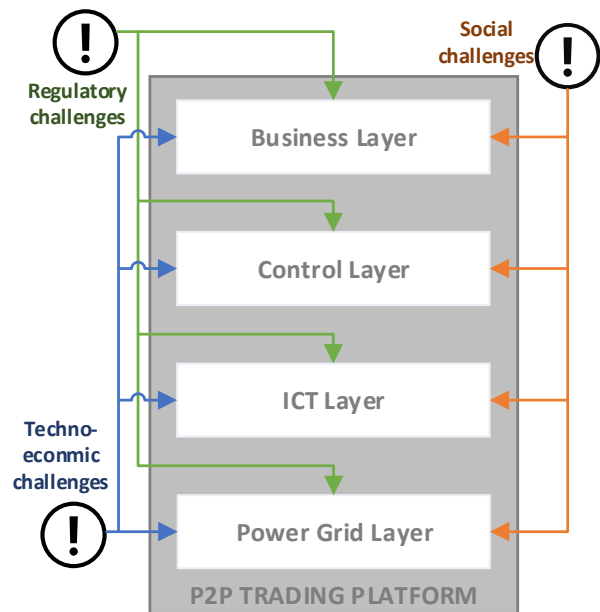 Regulatory
challenges
Social
challenges
Business Layer
Control Layer
ICT Layer
Techno-
econmic
challenges
Power Grid Layer
P2P TRADING PLATFORM